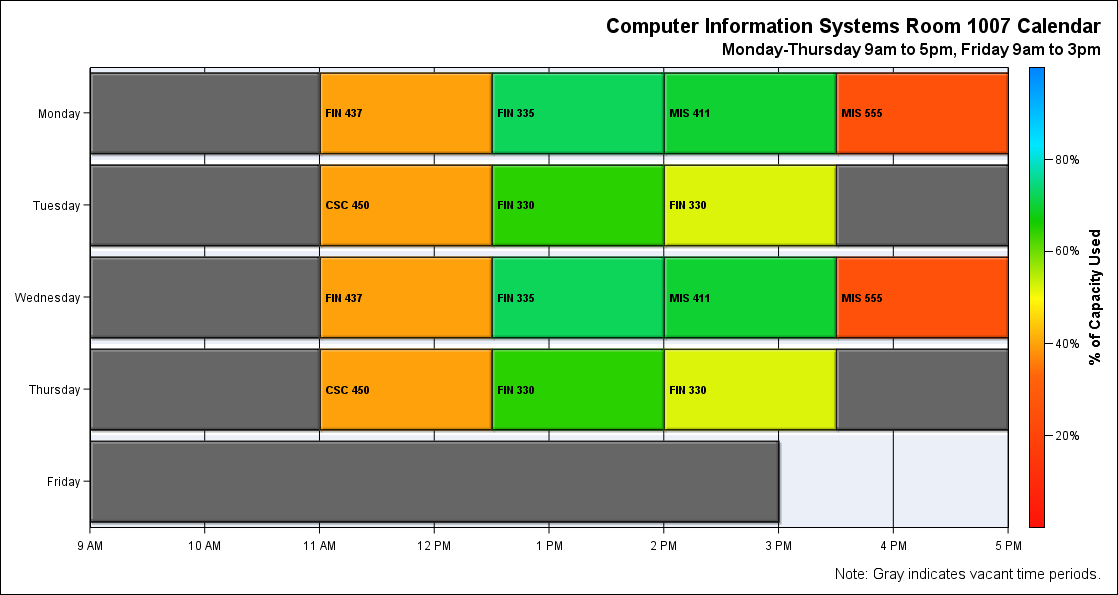 Computer Information Systems Room 1007 Calendar
Monday-Thursday 9am to 5pm, Friday 9am to 3pm
Monday
FIN 437
FIN 335
MIS 411
MIS 555
Tuesday
CSC 450
FIN 330
FIN 330
Wednesday
FIN 437
FIN 335
MIS 411
MIS 555
Thursday
CSC 450
FIN 330
FIN 330
Friday
9 AM
10 AM
11 AM
12 PM
1 PM
2 PM
3 PM
4 PM
5 PM
80%
60%
40%
20%
% of Capacity Used
Note: Gray indicates vacant time periods.